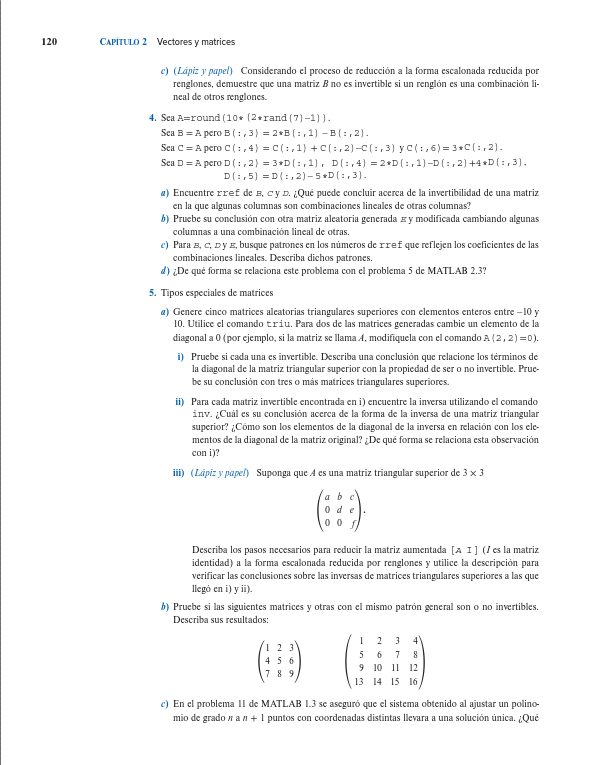 120 CAPÍTULO 2 Vectores y matrices
c) (Lápiz y papel) Considerando el proceso de reducción a la forma escalonada reducida por
renglones, demuestre que una matriz B no es invertible si un renglón es una combinación li-
neal de otros renglones.
4. Sea A=round(10*(2*rand(7)-1)).
Sea B = A pero B(:,3) = 2*B(:,1) - B(:,2).
Sea C = A pero C(:,4) = C(:,1) + C(:,2)-C(:,3) y C(:,6)= 3*C(:,2).
Sea D = A pero D(:,2) = 3*D(:,1), D(:,4) = 2*D(:,1)-D(:,2)+4*D(:,3),
D(:,5) = D(:,2)- 5*D(:,3).
a) Encuentre rref de B, C y D. ¿Qué puede concluir acerca de la invertibilidad de una matriz
en la que algunas columnas son combinaciones lineales de otras columnas?
b) Pruebe su conclusión con otra matriz aleatoria generada E y modificada cambiando algunas
columnas a una combinación lineal de otras.
c) Para B, C, D y E, busque patrones en los números de rref que reflejen los coeficientes de las
combinaciones lineales. Describa dichos patrones.
d) ¿De qué forma se relaciona este problema con el problema 5 de MATLAB 2.3?
5. Tipos especiales de matrices
a) Genere cinco matrices aleatorias triangulares superiores con elementos enteros entre –10 y
10. Utilice el comando triu. Para dos de las matrices generadas cambie un elemento de la
diagonal a 0 (por ejemplo, si la matriz se llama A, modifíquela con el comando A(2,2)=0).
i) Pruebe si cada una es invertible. Describa una conclusión que relacione los términos de
la diagonal de la matriz triangular superior con la propiedad de ser o no invertible. Prue-
be su conclusión con tres o más matrices triangulares superiores.
ii) Para cada matriz invertible encontrada en i) encuentre la inversa utilizando el comando
inv. ¿Cuál es su conclusión acerca de la forma de la inversa de una matriz triangular
superior? ¿Cómo son los elementos de la diagonal de la inversa en relación con los ele-
mentos de la diagonal de la matriz original? ¿De qué forma se relaciona esta observación
con i)?
iii) (Lápiz y papel) Suponga que A es una matriz triangular superior de 3 × 3
a b c
0 d e
0 0 f .
Describa los pasos necesarios para reducir la matriz aumentada [A I] (I es la matriz
identidad) a la forma escalonada reducida por renglones y utilice la descripción para
verificar las conclusiones sobre las inversas de matrices triangulares superiores a las que
llegó en i) y ii).
b) Pruebe si las siguientes matrices y otras con el mismo patrón general son o no invertibles.
Describa sus resultados:
1 2 3
4 5 6
7 8 9
1 2 3 4
5 6 7 8
9 10 11 12
13 14 15 16
c) En el problema 11 de MATLAB 1.3 se aseguró que el sistema obtenido al ajustar un polino-
mio de grado n a n + 1 puntos con coordenadas distintas llevara a una solución única. ¿Qué